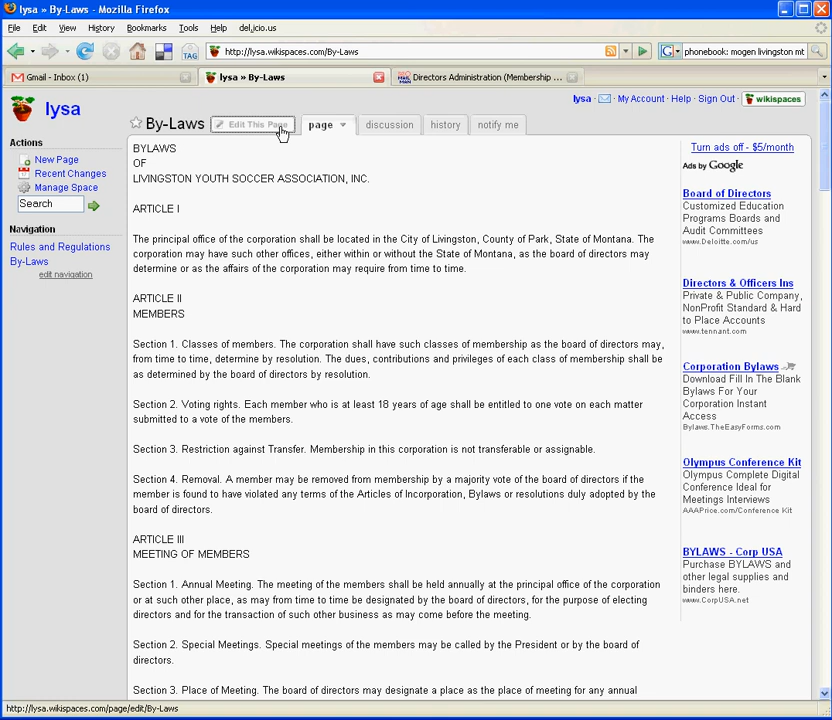 lysa » By-Laws - Mozilla Firefox
File Edit View History Bookmarks Tools Help del.icio.us
http://lysa.wikispaces.com/By-Laws
G phonebook: mogen livingston mt
Gmail - Inbox (1)
lysa » By-Laws
Directors Administration (Membership ...
lysa
lysa My Account · Help · Sign Out
wikispaces
By-Laws
Edit This Page
page
discussion
history
notify me
Actions
New Page
Recent Changes
Manage Space
Search
Navigation
Rules and Regulations
By-Laws
edit navigation
BYLAWS
OF
LIVINGSTON YOUTH SOCCER ASSOCIATION, INC.
ARTICLE I
The principal office of the corporation shall be located in the City of Livingston, County of Park, State of Montana. The
corporation may have such other offices, either within or without the State of Montana, as the board of directors may
determine or as the affairs of the corporation may require from time to time.
ARTICLE II
MEMBERS
Section 1. Classes of members. The corporation shall have such classes of membership as the board of directors may,
from time to time, determine by resolution. The dues, contributions and privileges of each class of membership shall be
as determined by the board of directors by resolution.
Section 2. Voting rights. Each member who is at least 18 years of age shall be entitled to one vote on each matter
submitted to a vote of the members.
Section 3. Restriction against Transfer. Membership in this corporation is not transferable or assignable.
Section 4. Removal. A member may be removed from membership by a majority vote of the board of directors if the
member is found to have violated any terms of the Articles of Incorporation, Bylaws or resolutions duly adopted by the
board of directors.
ARTICLE III
MEETING OF MEMBERS
Section 1. Annual Meeting. The meeting of the members shall be held annually at the principal office of the corporation
or at such other place, as may from time to time be designated by the board of directors, for the purpose of electing
directors and for the transaction of such other business as may come before the meeting.
Section 2. Special Meetings. Special meetings of the members may be called by the President or by the board of
directors.
Section 3. Place of Meeting. The board of directors may designate a place as the place of meeting for any annual
Turn ads off - $5/month
Ads by Google
Board of Directors
Customized Education
Programs Boards and
Audit Committees
www.Deloitte.com/us
Directors & Officers Ins
Private & Public Company,
NonProfit Standard & Hard
to Place Accounts
www.tennant.com
Corporation Bylaws
Download Fill In The Blank
Bylaws For Your
Corporation Instant
Access
Bylaws.TheEasyForms.com
Olympus Conference Kit
Olympus Complete Digital
Conference Ideal for
Meetings Interviews
AAAPrice.com/Conference Kit
BYLAWS - Corp USA
Purchase BYLAWS and
other legal supplies and
binders here.
www.CorpUSA.net
http://lysa.wikispaces.com/page/edit/By-Laws